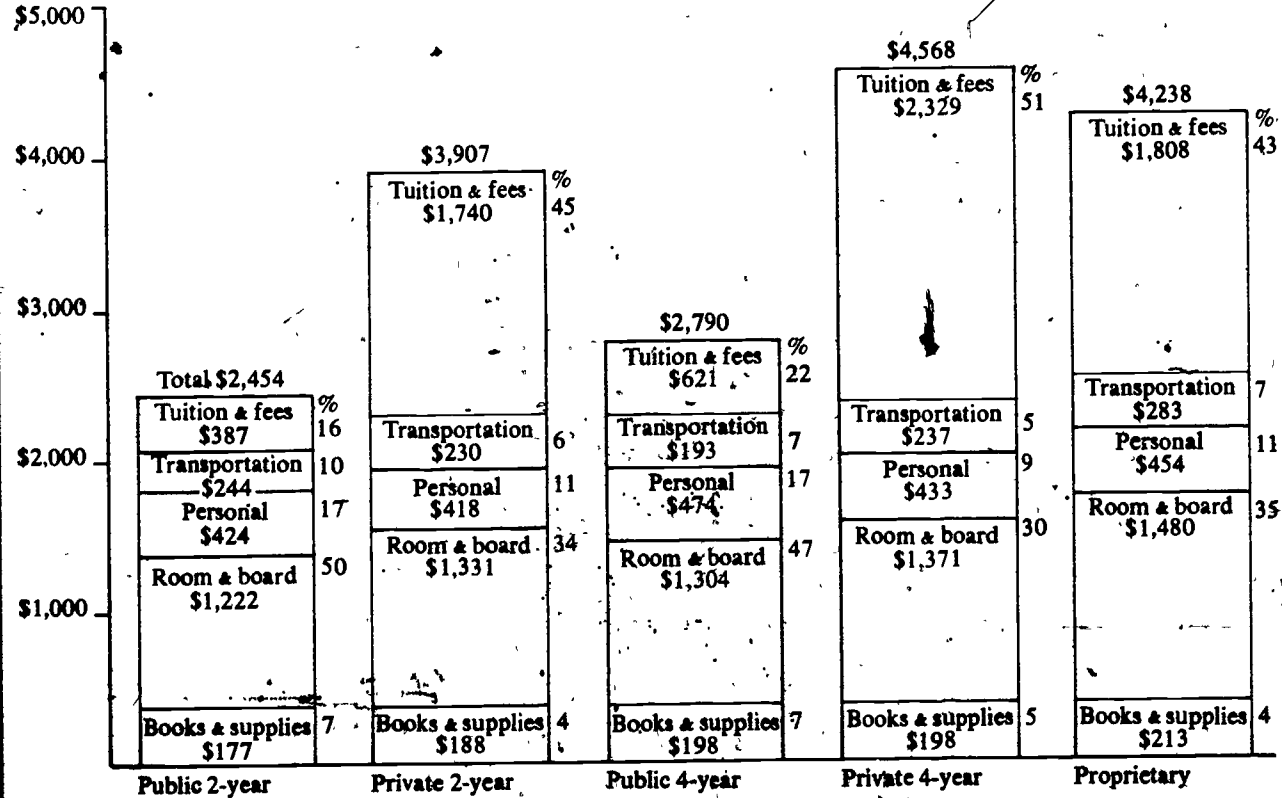 $5,000
$4,000
$3,000
$2,000
$1,000
Total $2,454
%
Tuition & fees
$387
16
Transportation
$244
10
Personal
$424
17
Room & board
$1,222
50
Books & supplies
$177
7
Public 2-year
$3,907
%
Tuition & fees
$1,740
45
Transportation
$230
6
Personal
$418
11
Room & board
$1,331
34
Books & supplies
$188
4
Private 2-year
$2,790
%
Tuition & fees
$621
22
Transportation
$193
7
Personal
$474
17
Room & board
$1,304
47
Books & supplies
$198
7
Public 4-year
$4,568
%
Tuition & fees
$2,329
51
Transportation
$237
5
Personal
$433
9
Room & board
$1,371
30
Books & supplies
$198
5
Private 4-year
$4,238
%
Tuition & fees
$1,808
43
Transportation
$283
7
Personal
$454
11
Room & board
$1,480
35
Books & supplies
$213
4
Proprietary